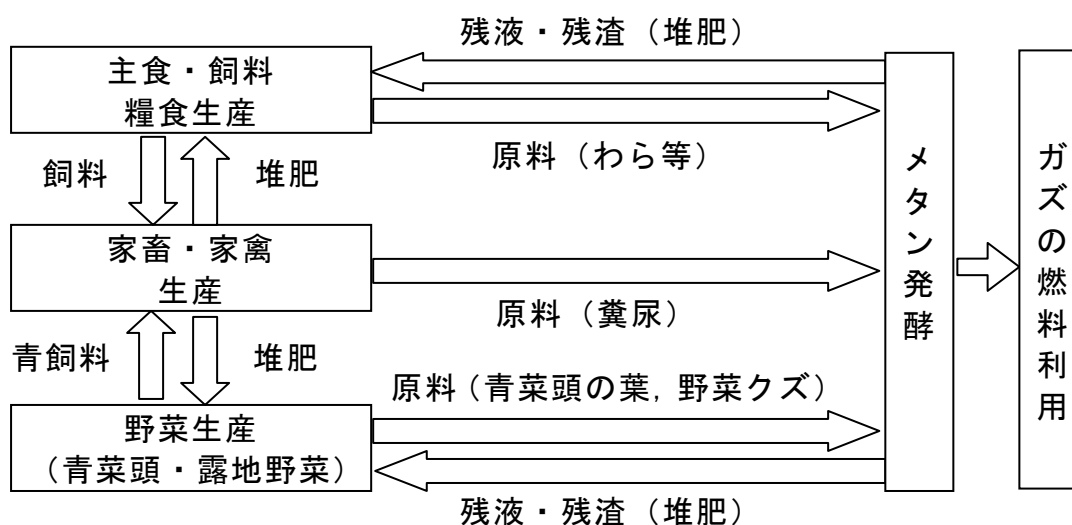 残液・残渣（堆肥）
主食・飼料
糧食生産
原料（わら等）
飼料
堆肥
家畜・家禽
生産
原料（糞尿）
青飼料
堆肥
原料（青菜頭の葉，野菜クズ）
野菜生産
（青菜頭・露地野菜）
残液・残渣（堆肥）
メタン発酵
ガズの燃料利用